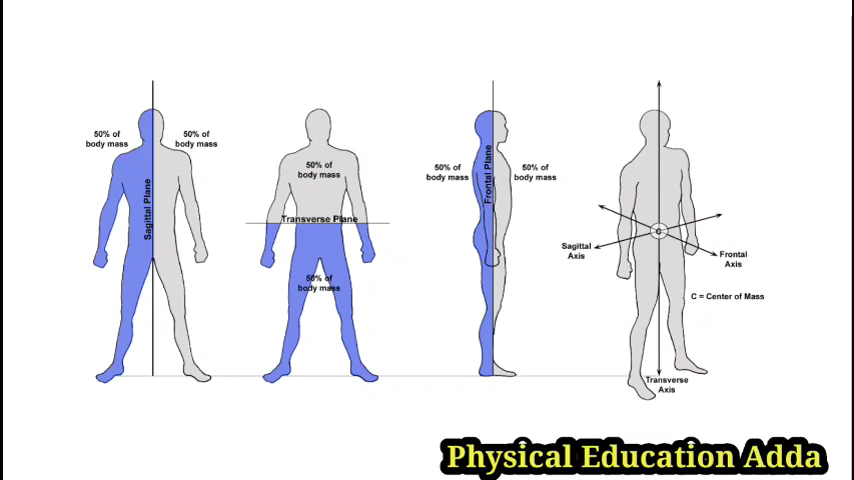 50% of
body mass
50% of
body mass
Sagittal Plane
50% of
body mass
Transverse Plane
50% of
body mass
50% of
body mass
Frontal Plane
50% of
body mass
C
Sagittal
Axis
Frontal
Axis
C = Center of Mass
Transverse
Axis
Physical Education Adda